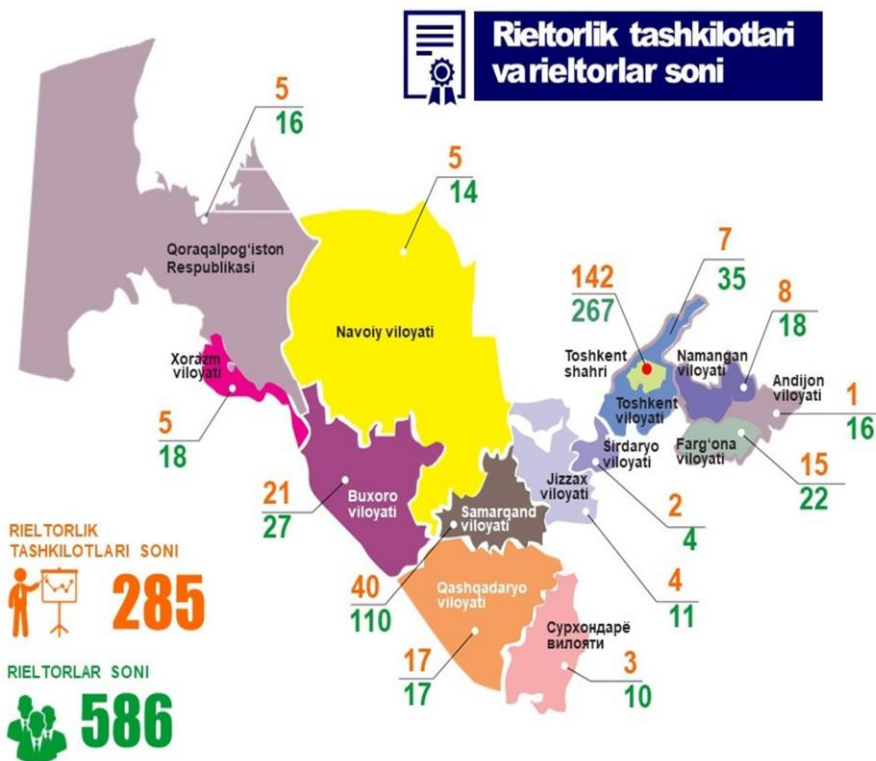 Rieltorlik tashkilotlari
va rieltorlar soni
5
16
Qoraqalpog‘iston
Respublikasi
5
14
Navoiy viloyati
Xorazm
viloyati
5
18
142
267
Toshkent
shahri
7
35
Toshkent
viloyati
8
18
Namangan
viloyati
Andijon
viloyati
1
16
Farg‘ona
viloyati
15
22
Sirdaryo
viloyati
2
4
Jizzax
viloyati
4
11
21
27
Buxoro
viloyati
Samarqand
viloyati
40
110
Qashqadaryo
viloyati
17
17
Сурхондарё
вилояти
3
10
RIELTORLIK
TASHKILOTLARI SONI
285
RIELTORLAR SONI
586